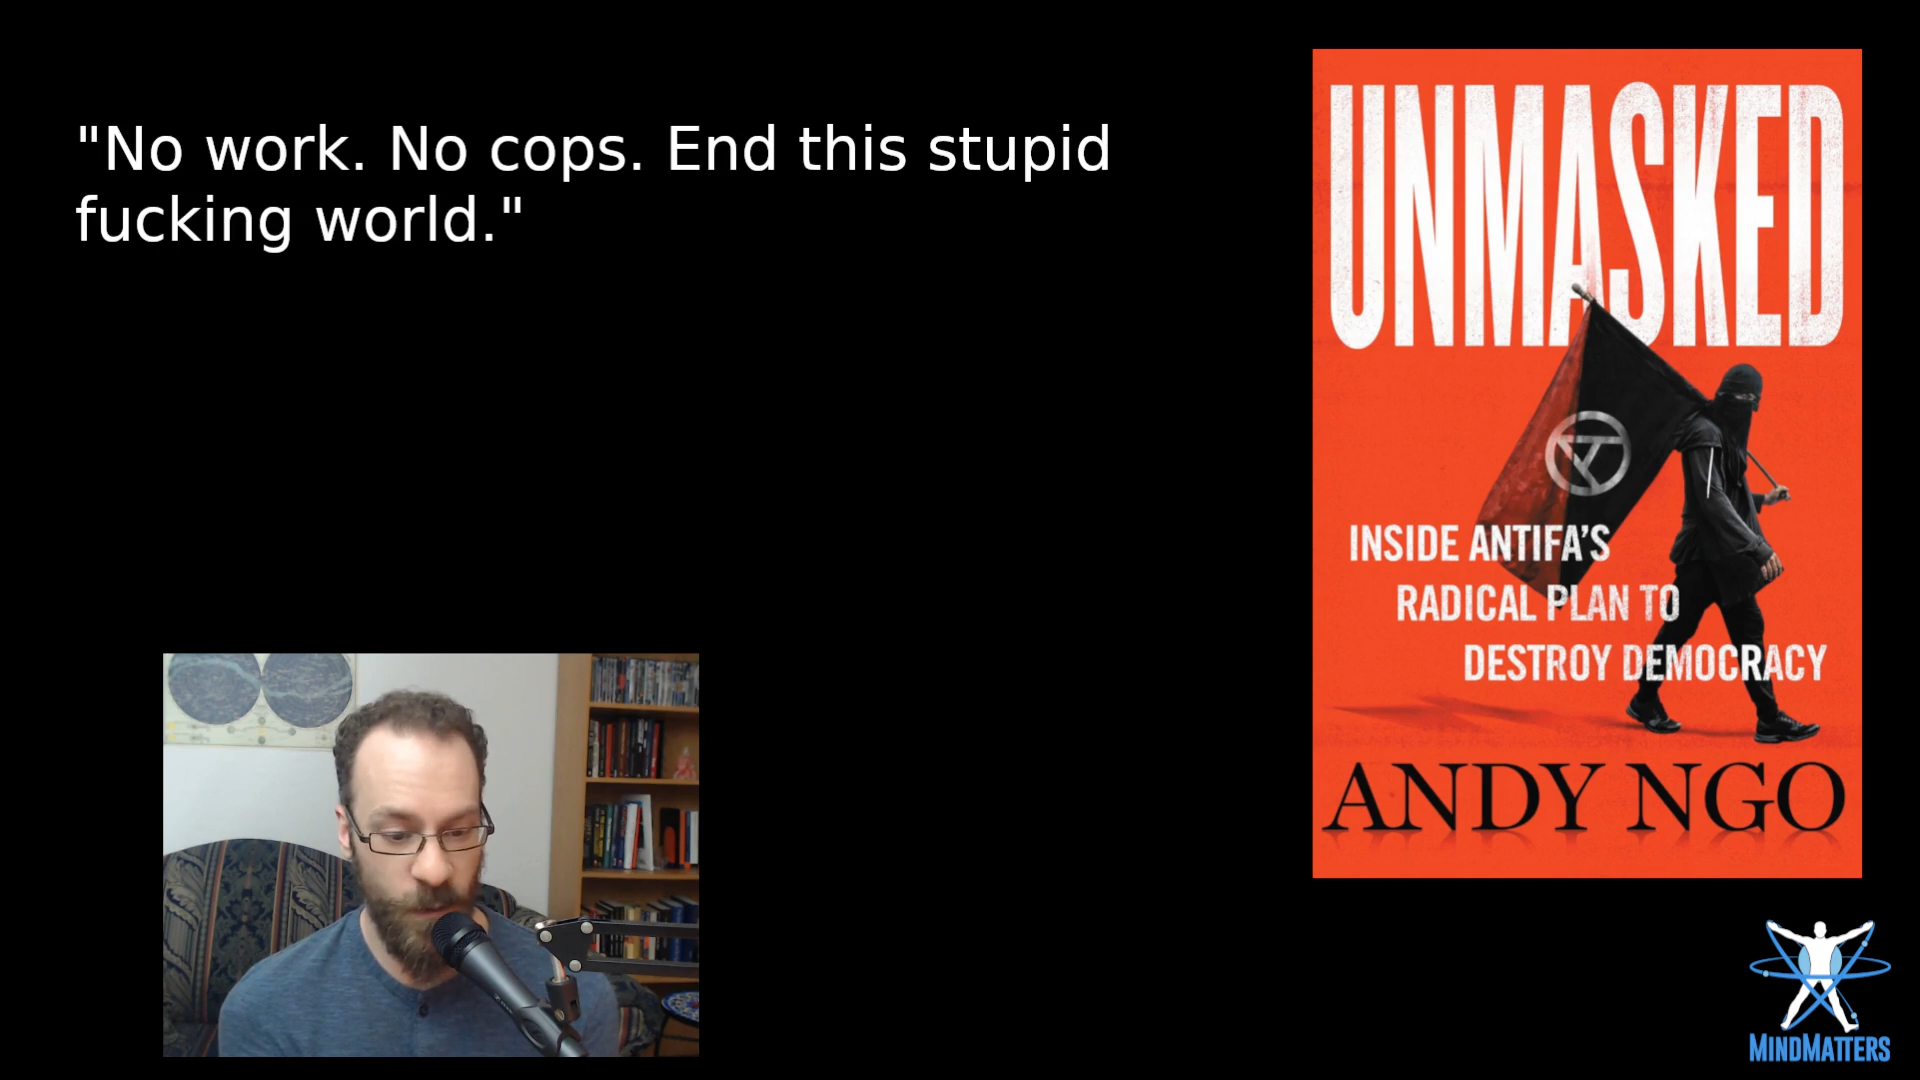 "No work. No cops. End this stupid
fucking world."
UNMASKED
INSIDE ANTIFA'S
RADICAL PLAN TO
DESTROY DEMOCRACY
ANDY NGO
MINDMATTERS